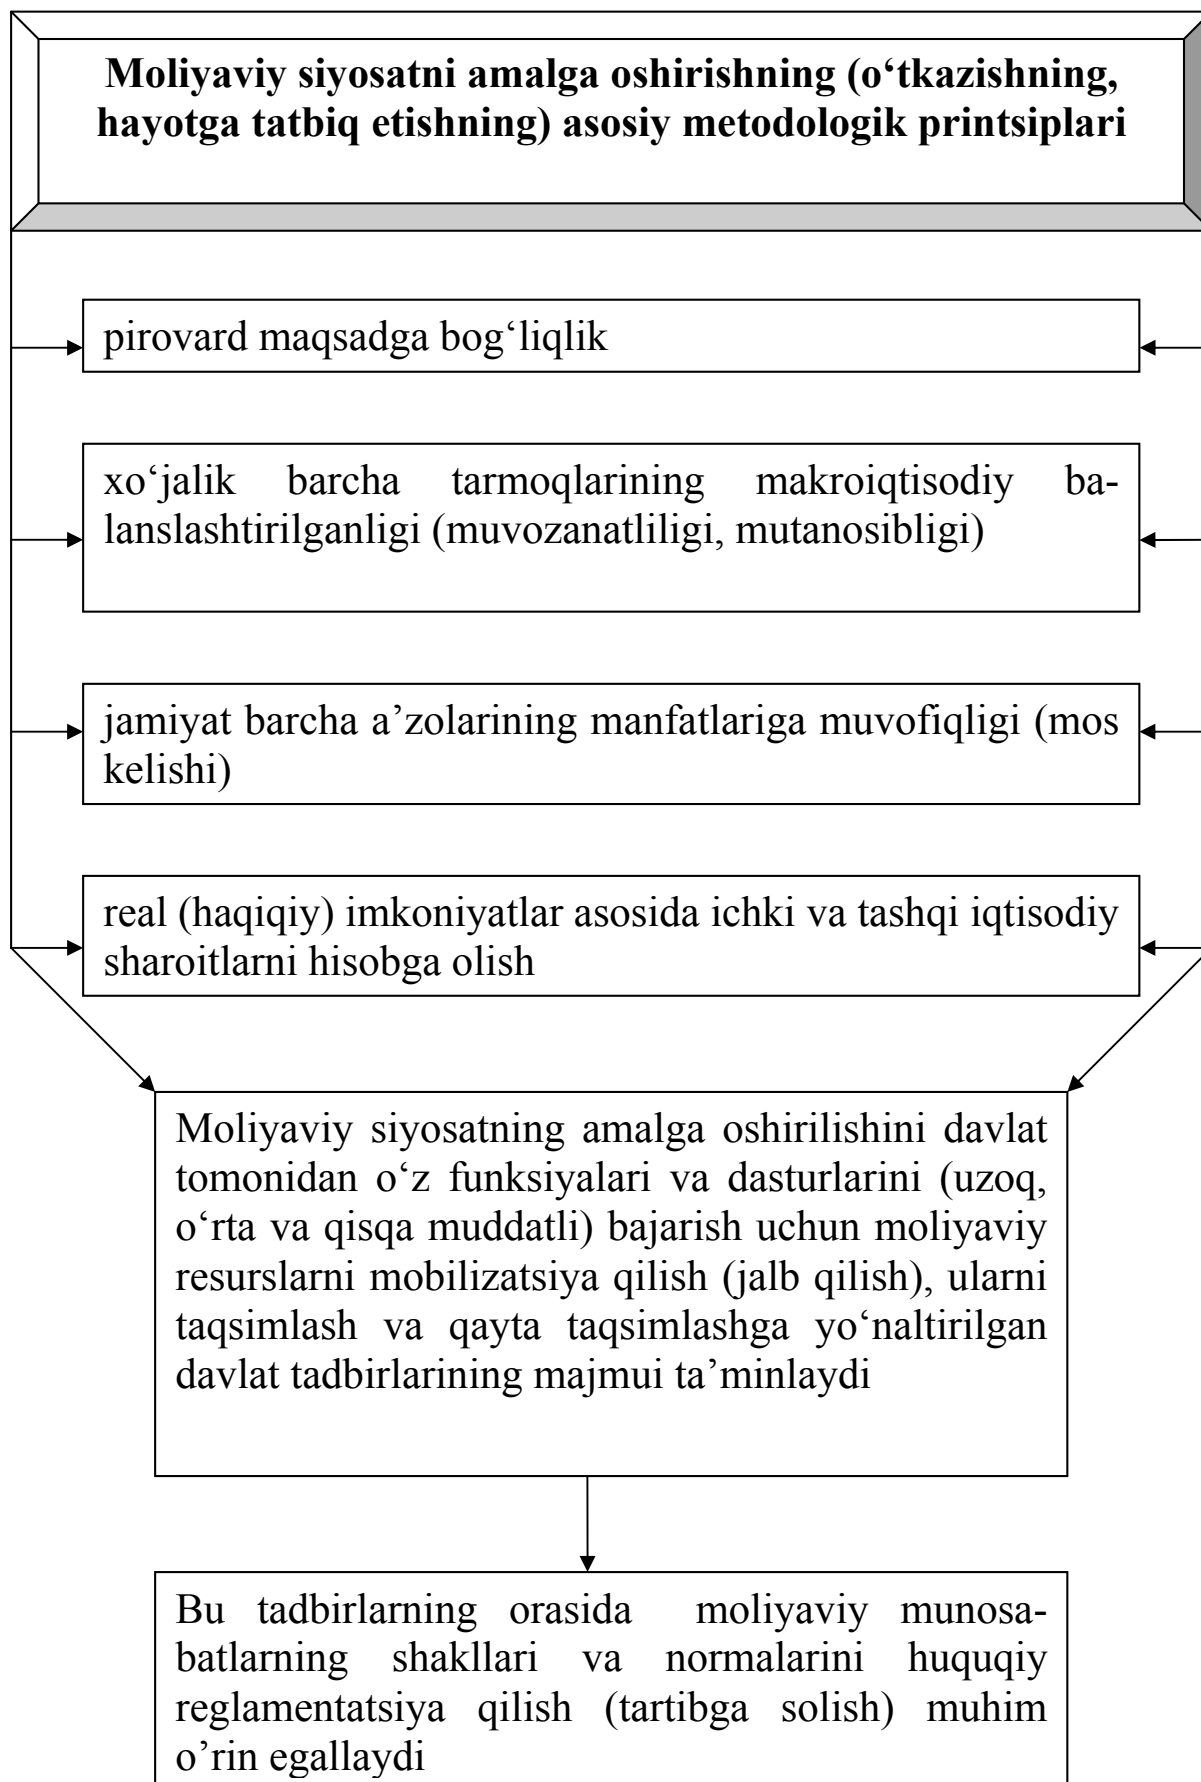 Moliyaviy siyosatni amalga oshirishning (o‘tkazishning,
hayotga tatbiq etishning) asosiy metodologik printsiplari
pirovard maqsadga bog‘liqlik
xo‘jalik barcha tarmoqlarining makroiqtisodiy ba-
lanslashtirilganligi (muvozanatliligi, mutanosibligi)
jamiyat barcha a’zolarining manfatlariga muvofiqligi (mos
kelishi)
real (haqiqiy) imkoniyatlar asosida ichki va tashqi iqtisodiy
sharoitlarni hisobga olish
Moliyaviy siyosatning amalga oshirilishini davlat
tomonidan o‘z funksiyalari va dasturlarini (uzoq,
o‘rta va qisqa muddatli) bajarish uchun moliyaviy
resurslarni mobilizatsiya qilish (jalb qilish), ularni
taqsimlash va qayta taqsimlashga yo‘naltirilgan
davlat tadbirlarining majmui ta’minlaydi
Bu tadbirlarning orasida moliyaviy munosa-
batlarning shakllari va normalarini huquqiy
reglamentatsiya qilish (tartibga solish) muhim
o’rin egallaydi